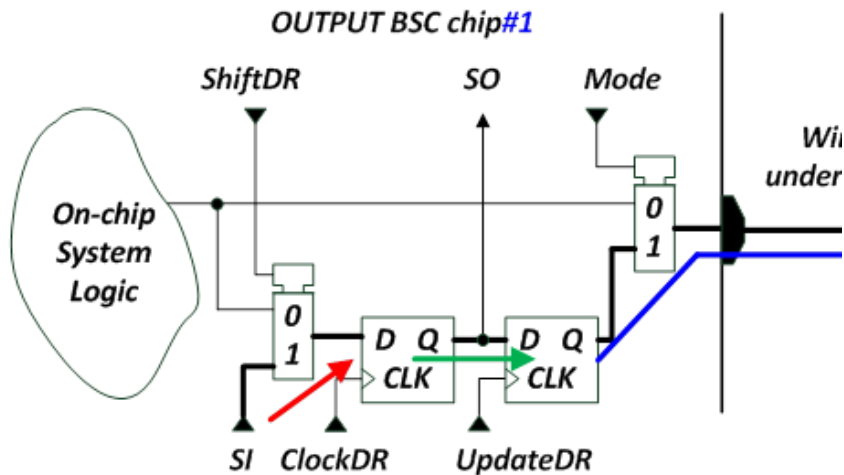 OUTPUT BSC chip#1
ShiftDR
SO
Mode
On-chip
System
Logic
0
1
0
1
D Q
CLK
D Q
CLK
SI
ClockDR
UpdateDR
under